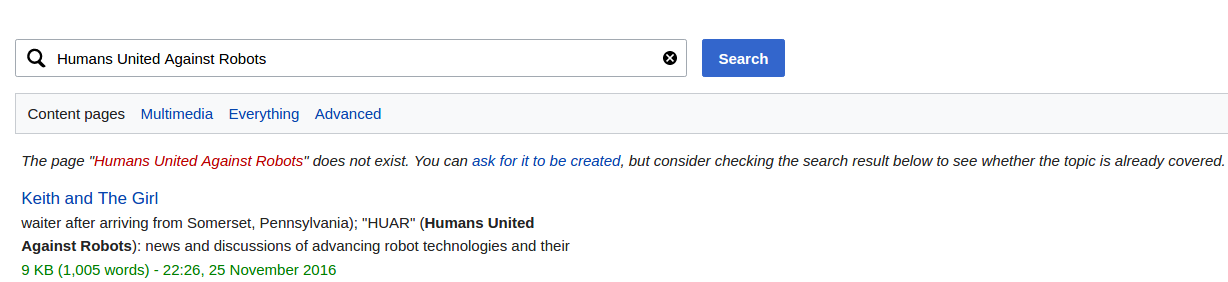 Humans United Against Robots
Search
Content pages Multimedia Everything Advanced
The page "Humans United Against Robots" does not exist. You can ask for it to be created, but consider checking the search result below to see whether the topic is already covered.
Keith and The Girl
waiter after arriving from Somerset, Pennsylvania); "HUAR" (Humans United
Against Robots): news and discussions of advancing robot technologies and their
9 KB (1,005 words) - 22:26, 25 November 2016